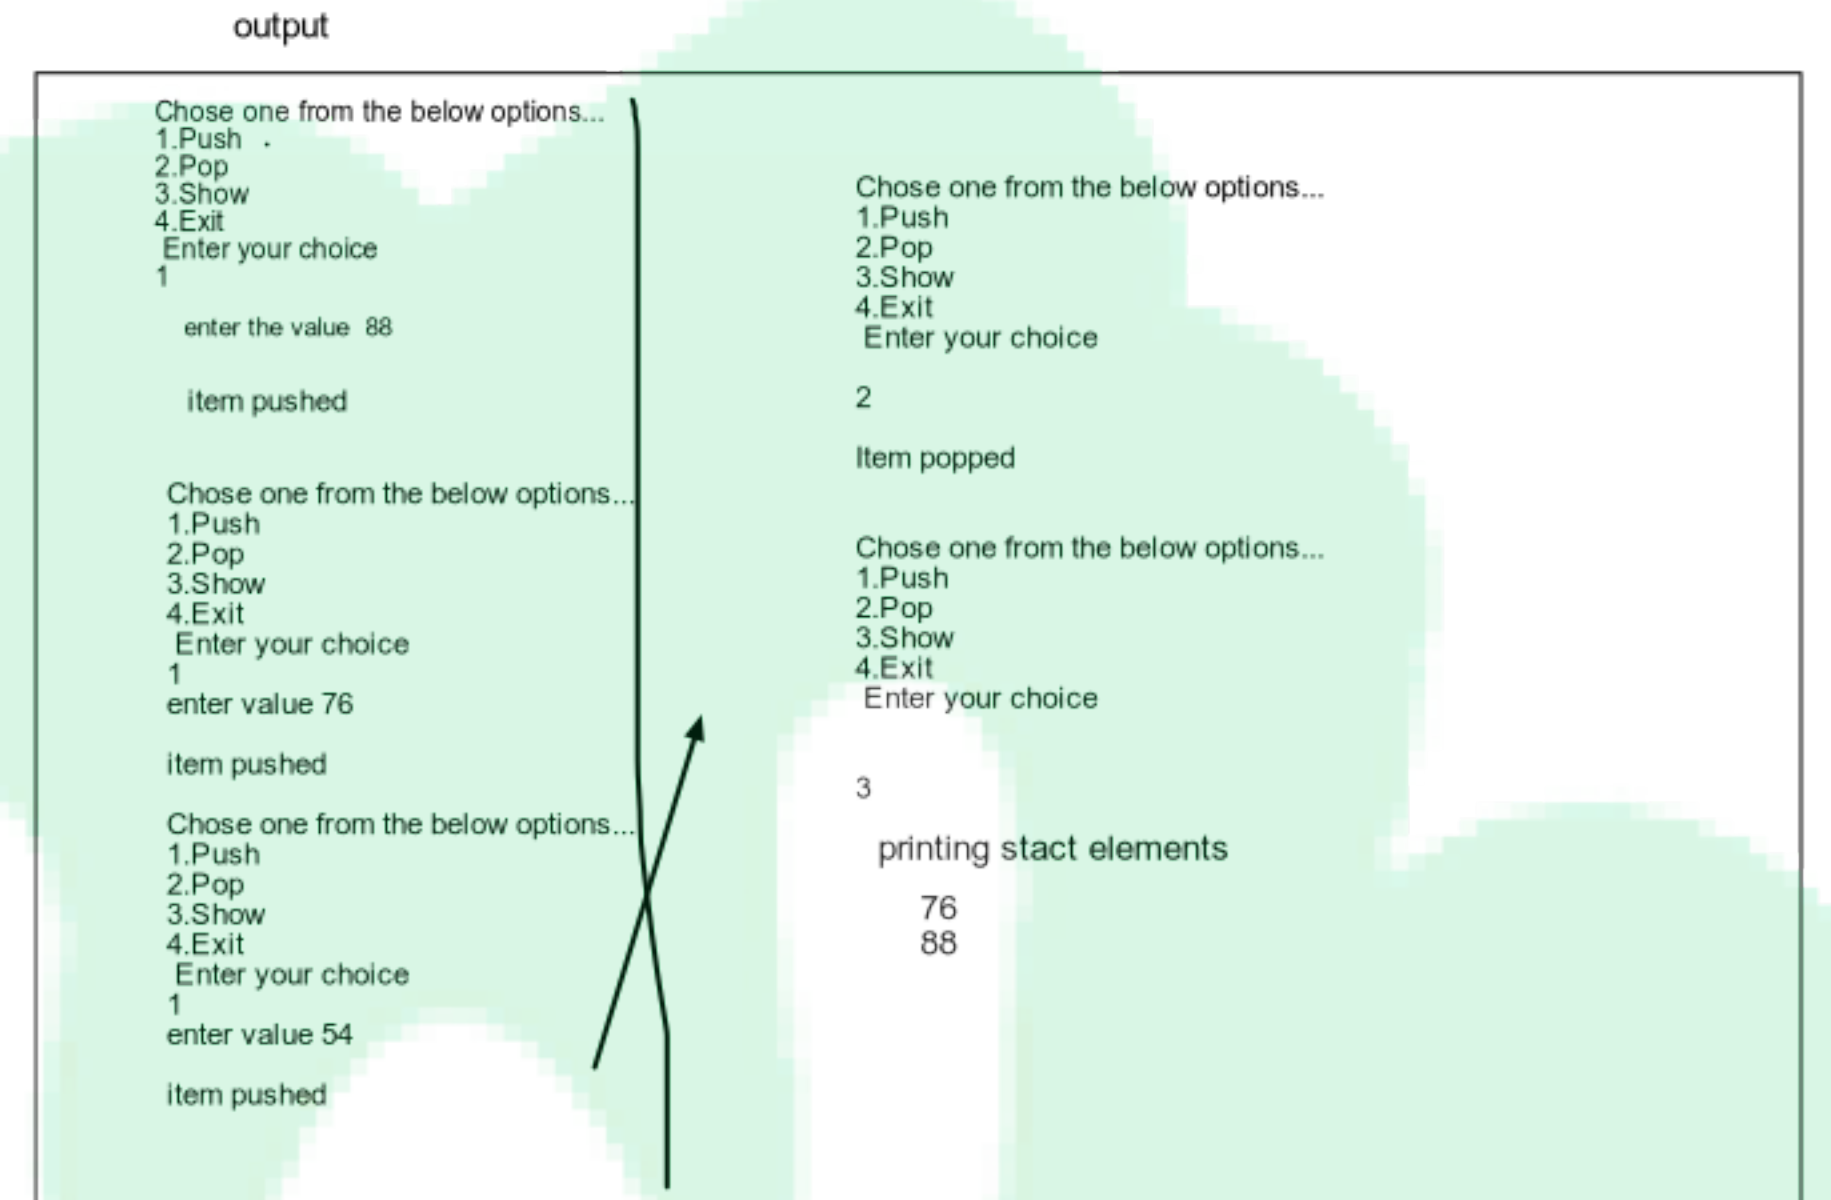 output
Chose one from the below options...
1.Push
2.Pop
3.Show
4.Exit
Enter your choice
1
enter the value 88
item pushed
Chose one from the below options...
1.Push
2.Pop
3.Show
4.Exit
Enter your choice
1
enter value 76
item pushed
Chose one from the below options...
1.Push
2.Pop
3.Show
4.Exit
Enter your choice
1
enter value 54
item pushed
Chose one from the below options...
1.Push
2.Pop
3.Show
4.Exit
Enter your choice
2
Item popped
Chose one from the below options...
1.Push
2.Pop
3.Show
4.Exit
Enter your choice
3
printing stact elements
76
88